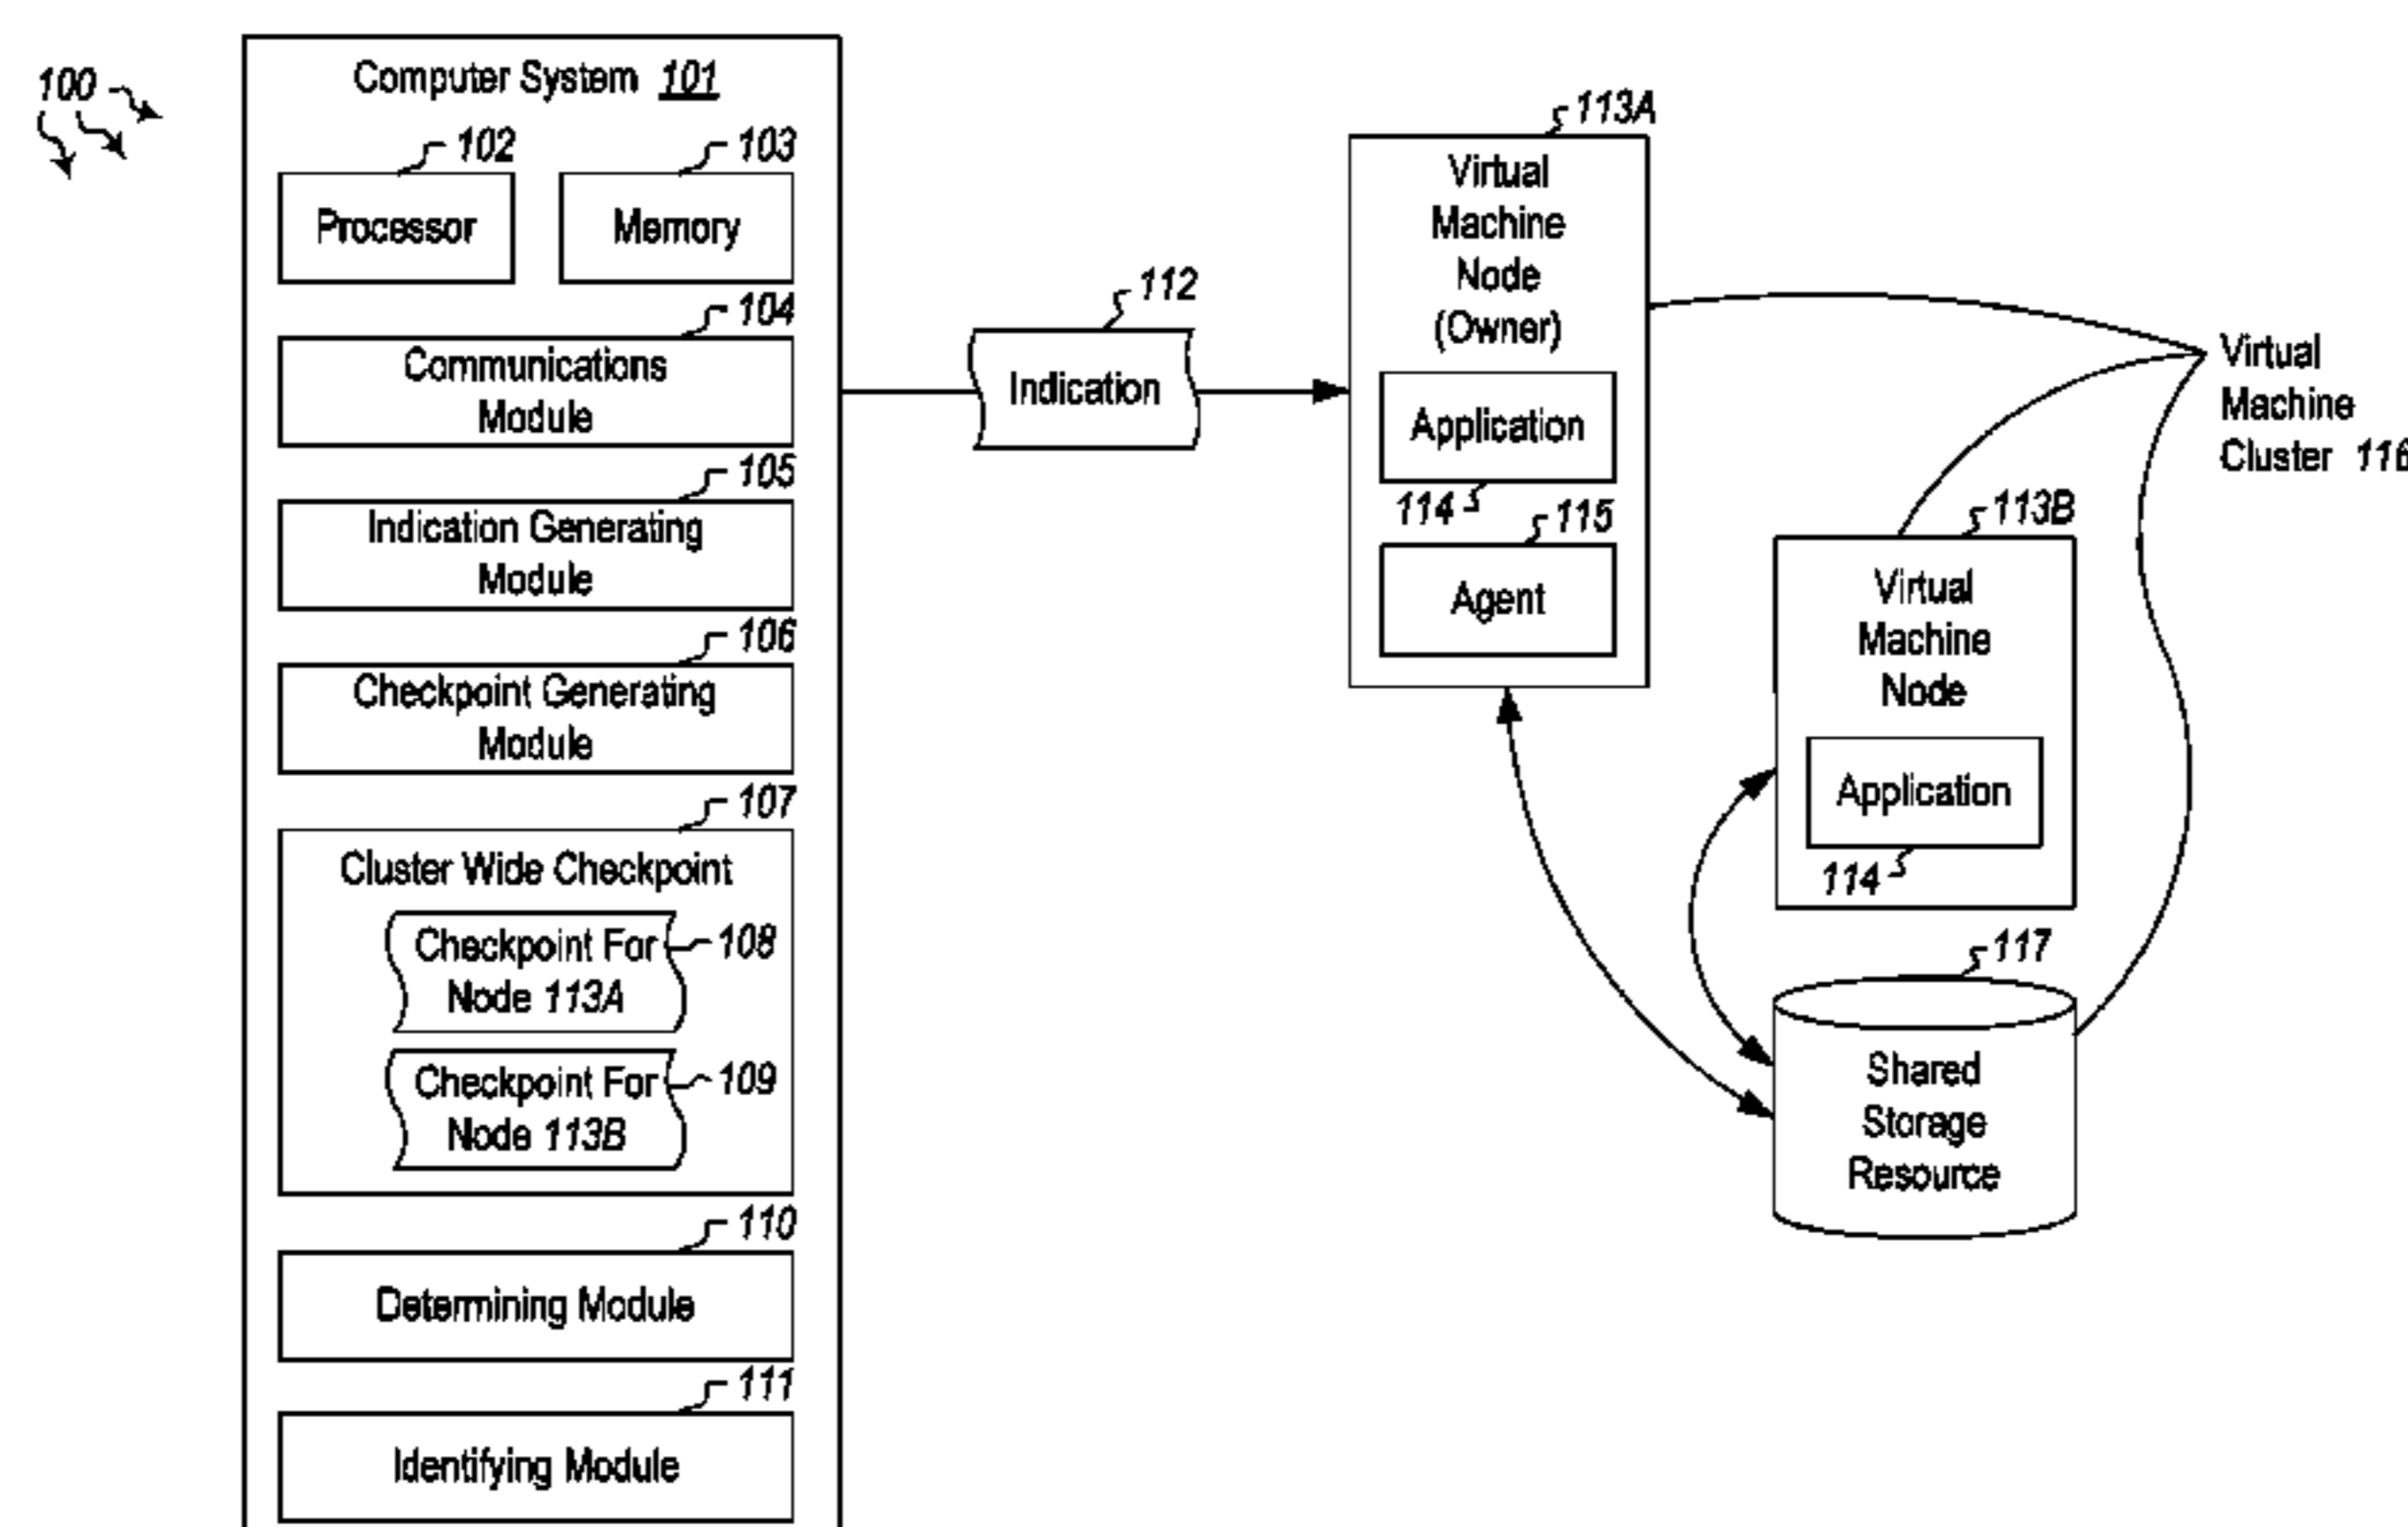 100
Computer System 101
102
103
Processor
Memory
104
Communications
Module
105
Indication Generating
Module
106
Checkpoint Generating
Module
107
Cluster Wide Checkpoint
Checkpoint For
Node 113A
108
Checkpoint For
Node 113B
109
110
Determining Module
111
Identifying Module
112
Indication
113A
Virtual
Machine
Node
(Owner)
Application
114
115
Agent
Virtual
Machine
Cluster 116
113B
Virtual
Machine
Node
Application
114
117
Shared
Storage
Resource